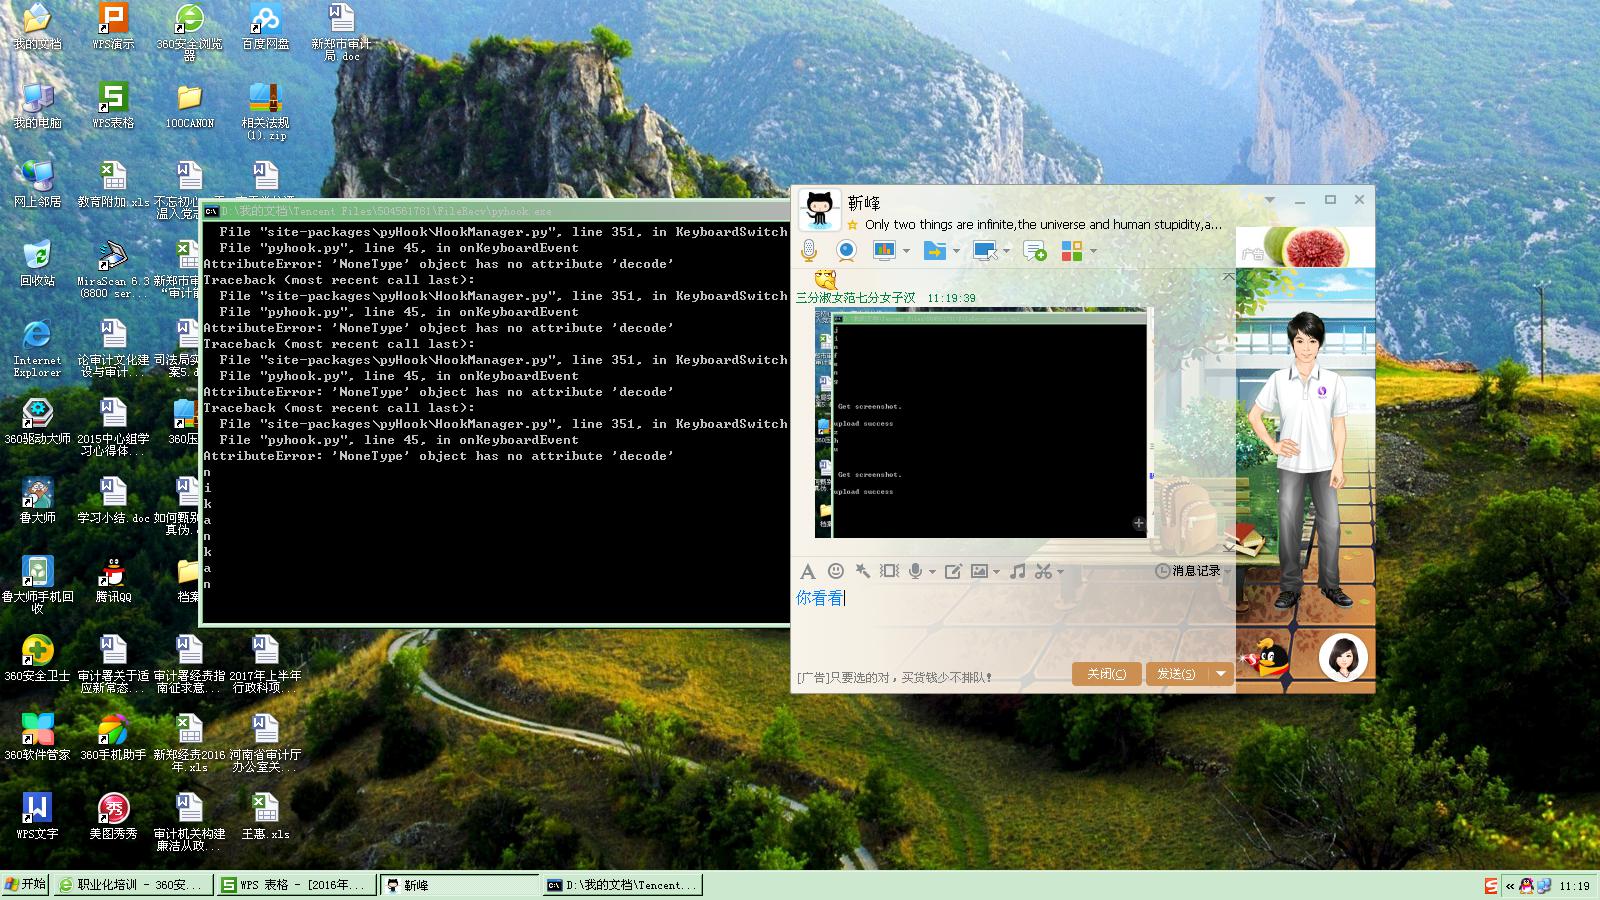 我的文档
WPS演示
360安全浏览器
百度网盘
新郑市审计局.doc
我的电脑
WPS表格
100CANON
相关法规(1).zip
网上邻居
教育附加.xls
不忘初心
温入党志
回收站
MiraScan 6.3 (8800 ser...
新郑市审
“审计前
Internet Explorer
论审计文化建设与审计...
司法局实
案5.d
360驱动大师
2015中心组学习心得体...
360压
鲁大师
学习小结.doc
如何甄别
真伪.
鲁大师手机回收
腾讯QQ
档案
360安全卫士
审计署关于适应新常态...
审计署经责指南征求意...
2017年上半年行政科项...
360软件管家
360手机助手
新郑经责2016年.xls
河南省审计厅办公室关...
WPS文字
美图秀秀
审计机关构建廉洁从政...
王惠.xls
D:\我的文档\Tencent Files\504561761\FileRecv\pyhook.exe
File "site-packages\pyHook\HookManager.py", line 351, in KeyboardSwitch
File "pyhook.py", line 45, in onKeyboardEvent
AttributeError: 'NoneType' object has no attribute 'decode'
Traceback (most recent call last):
File "site-packages\pyHook\HookManager.py", line 351, in KeyboardSwitch
File "pyhook.py", line 45, in onKeyboardEvent
AttributeError: 'NoneType' object has no attribute 'decode'
Traceback (most recent call last):
File "site-packages\pyHook\HookManager.py", line 351, in KeyboardSwitch
File "pyhook.py", line 45, in onKeyboardEvent
AttributeError: 'NoneType' object has no attribute 'decode'
Traceback (most recent call last):
File "site-packages\pyHook\HookManager.py", line 351, in KeyboardSwitch
File "pyhook.py", line 45, in onKeyboardEvent
AttributeError: 'NoneType' object has no attribute 'decode'
n
i
k
a
n
k
a
n
靳峰
Only two things are infinite,the universe and human stupidity,a...
广告
三分淑女范七分女子汉 11:19:39
j
i
n
f
e
n
g
Get screenshot.
upload success
z
h
u
Get screenshot.
upload success
消息记录
你看看
[广告]只要选的对，买货钱少不排队!
关闭(C)
发送(S)
开始
职业化培训 - 360安...
WPS 表格 - [2016年...
靳峰
D:\我的文档\Tencent...
«
11:19